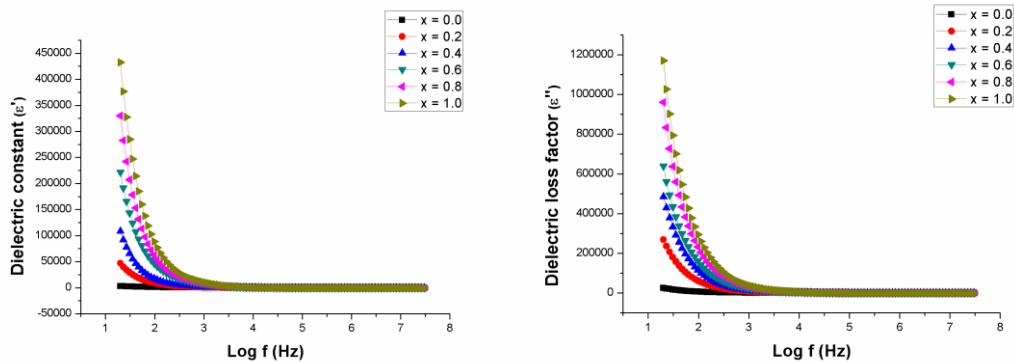 x = 0.0
x = 0.2
x = 0.4
x = 0.6
x = 0.8
x = 1.0
450000
400000
350000
300000
250000
200000
150000
100000
50000
0
-50000
Dielectric constant (ε')
1 2 3 4 5 6 7 8
Log f (Hz)
x = 0.0
x = 0.2
x = 0.4
x = 0.6
x = 0.8
x = 1.0
1200000
1000000
800000
600000
400000
200000
0
Dielectric loss factor (ε'')
1 2 3 4 5 6 7 8
Log f (Hz)